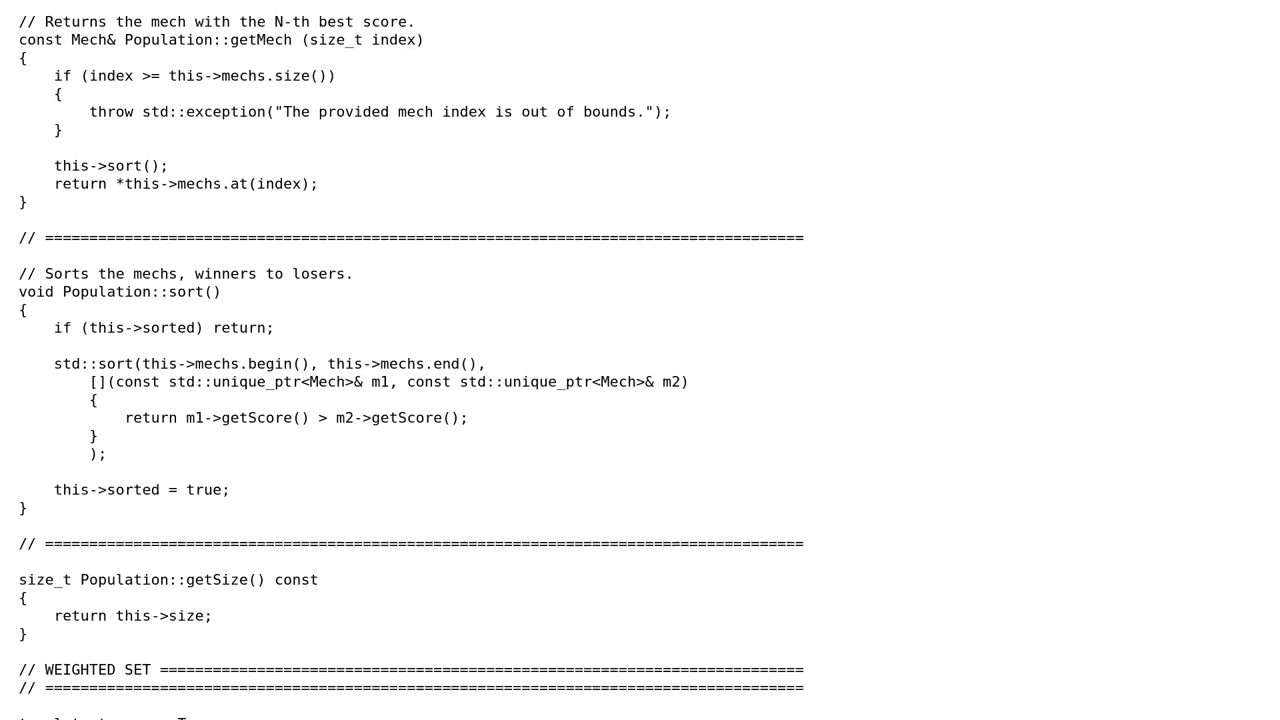 // Returns the mech with the N-th best score.
const Mech& Population::getMech (size_t index)
{
    if (index >= this->mechs.size())
    {
        throw std::exception("The provided mech index is out of bounds.");
    }

    this->sort();
    return *this->mechs.at(index);
}

// ======================================================================================

// Sorts the mechs, winners to losers.
void Population::sort()
{
    if (this->sorted) return;

    std::sort(this->mechs.begin(), this->mechs.end(),
        [](const std::unique_ptr<Mech>& m1, const std::unique_ptr<Mech>& m2)
        {
            return m1->getScore() > m2->getScore();
        }
        );

    this->sorted = true;
}

// ======================================================================================

size_t Population::getSize() const
{
    return this->size;
}

// WEIGHTED SET =========================================================================
// ======================================================================================